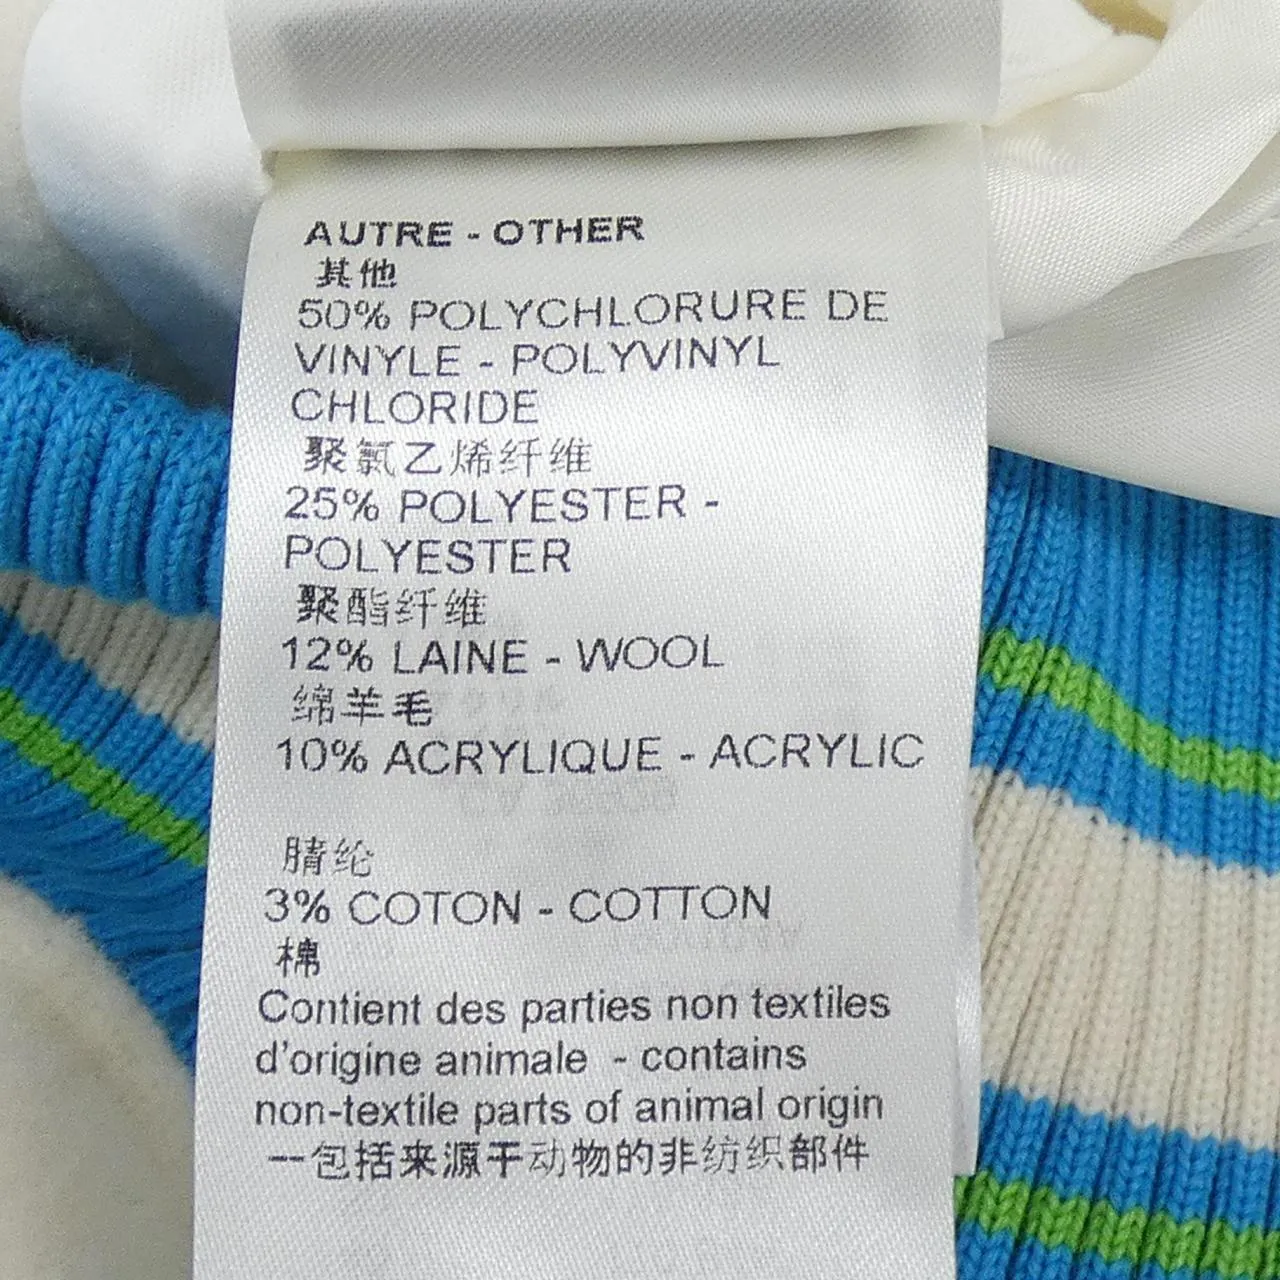 AUTRE - OTHER
其他
50% POLYCHLORURE DE
VINYLE - POLYVINYL
CHLORIDE
聚氯乙烯纤维
25% POLYESTER -
POLYESTER
聚酯纤维
12% LAINE - WOOL
绵羊毛
10% ACRYLIQUE - ACRYLIC
腈纶
3% COTON - COTTON
棉
Contient des parties non textiles
d'origine animale - contains
non-textile parts of animal origin
一包括来源于动物的非纺织部件